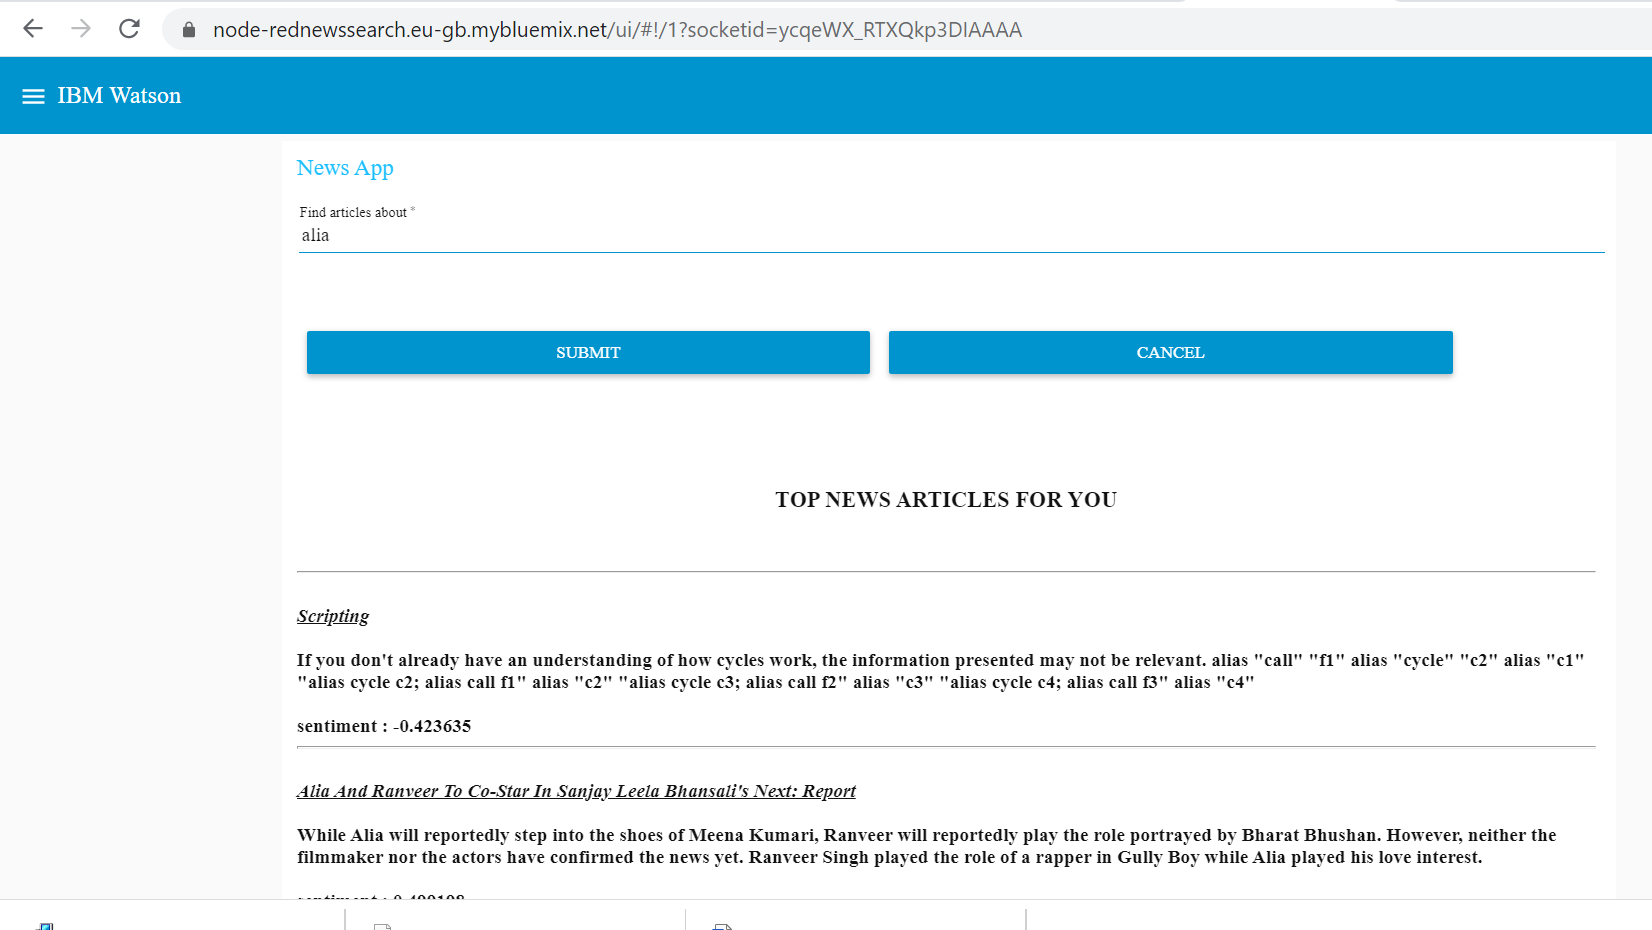 node-rednewssearch.eu-gb.mybluemix.net/ui/#!/1?socketid=ycqeWX_RTXQkp3DIAAAA
IBM Watson
News App
Find articles about *
alia
SUBMIT CANCEL
TOP NEWS ARTICLES FOR YOU
Scripting
If you don't already have an understanding of how cycles work, the information presented may not be relevant. alias "call" "f1" alias "cycle" "c2" alias "c1"
"alias cycle c2; alias call f1" alias "c2" "alias cycle c3; alias call f2" alias "c3" "alias cycle c4; alias call f3" alias "c4"
sentiment : -0.423635
Alia And Ranveer To Co-Star In Sanjay Leela Bhansali's Next: Report
While Alia will reportedly step into the shoes of Meena Kumari, Ranveer will reportedly play the role portrayed by Bharat Bhushan. However, neither the
filmmaker nor the actors have confirmed the news yet. Ranveer Singh played the role of a rapper in Gully Boy while Alia played his love interest.